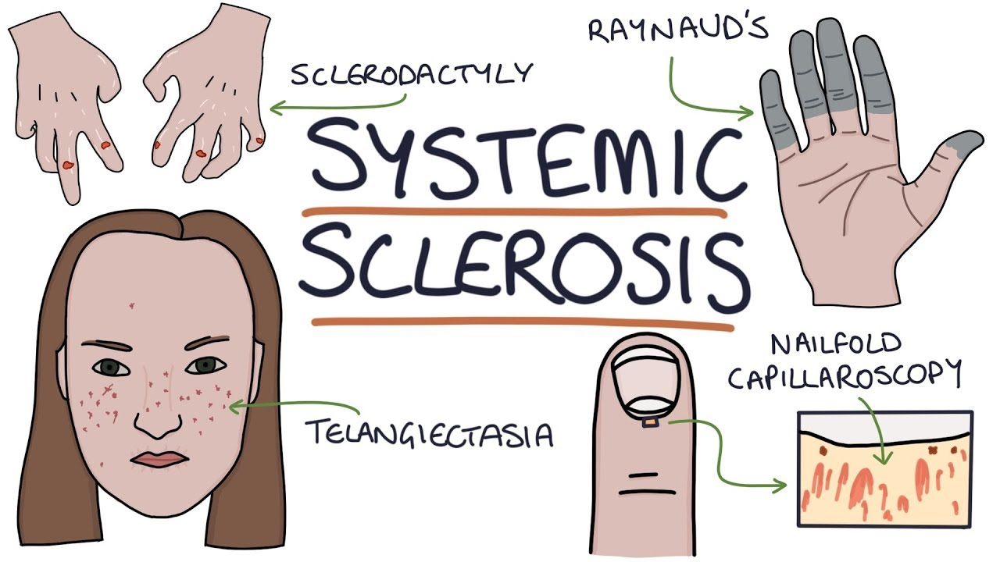 SCLERODACTYLY
RAYNAUD'S
SYSTEMIC
SCLEROSIS
TELANGIECTASIA
NAILFOLD
CAPILLAROSCOPY